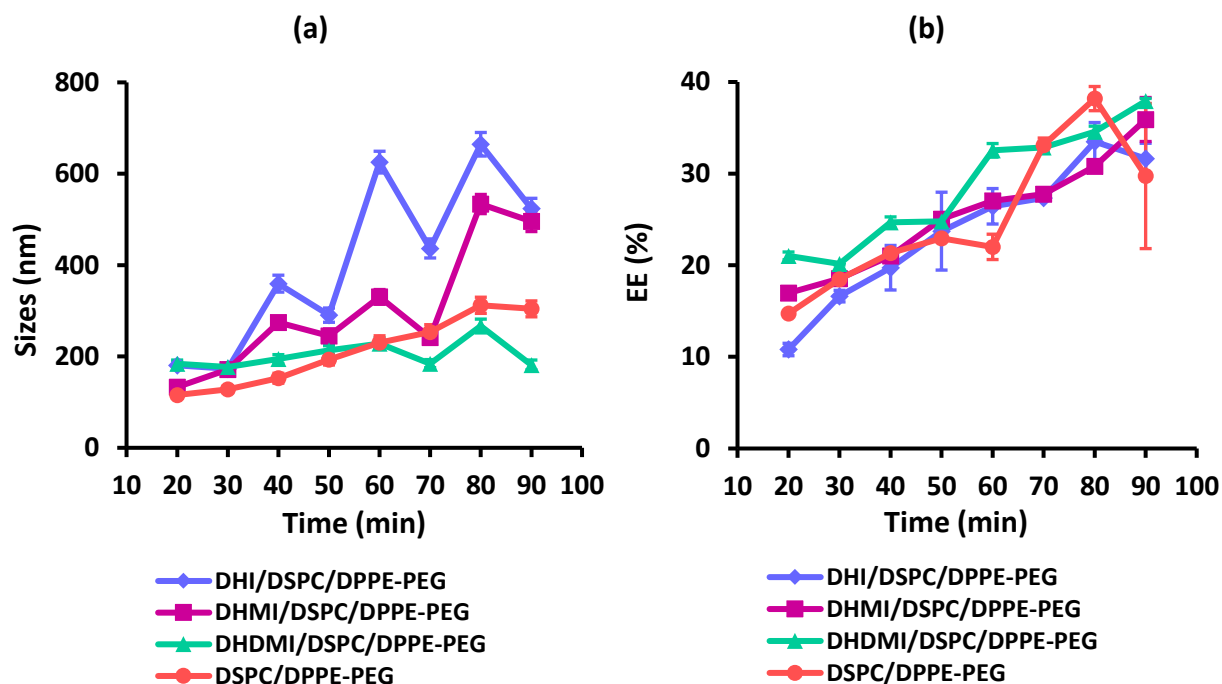 (a)
800
600
400
200
0
Sizes (nm)
10 20 30 40 50 60 70 80 90 100
Time (min)
DHI/DSPC/DPPE-PEG
DHMI/DSPC/DPPE-PEG
DHDMI/DSPC/DPPE-PEG
DSPC/DPPE-PEG
(b)
40
30
20
10
0
EE (%)
10 20 30 40 50 60 70 80 90 100
Time (min)
DHI/DSPC/DPPE-PEG
DHMI/DSPC/DPPE-PEG
DHDMI/DSPC/DPPE-PEG
DSPC/DPPE-PEG